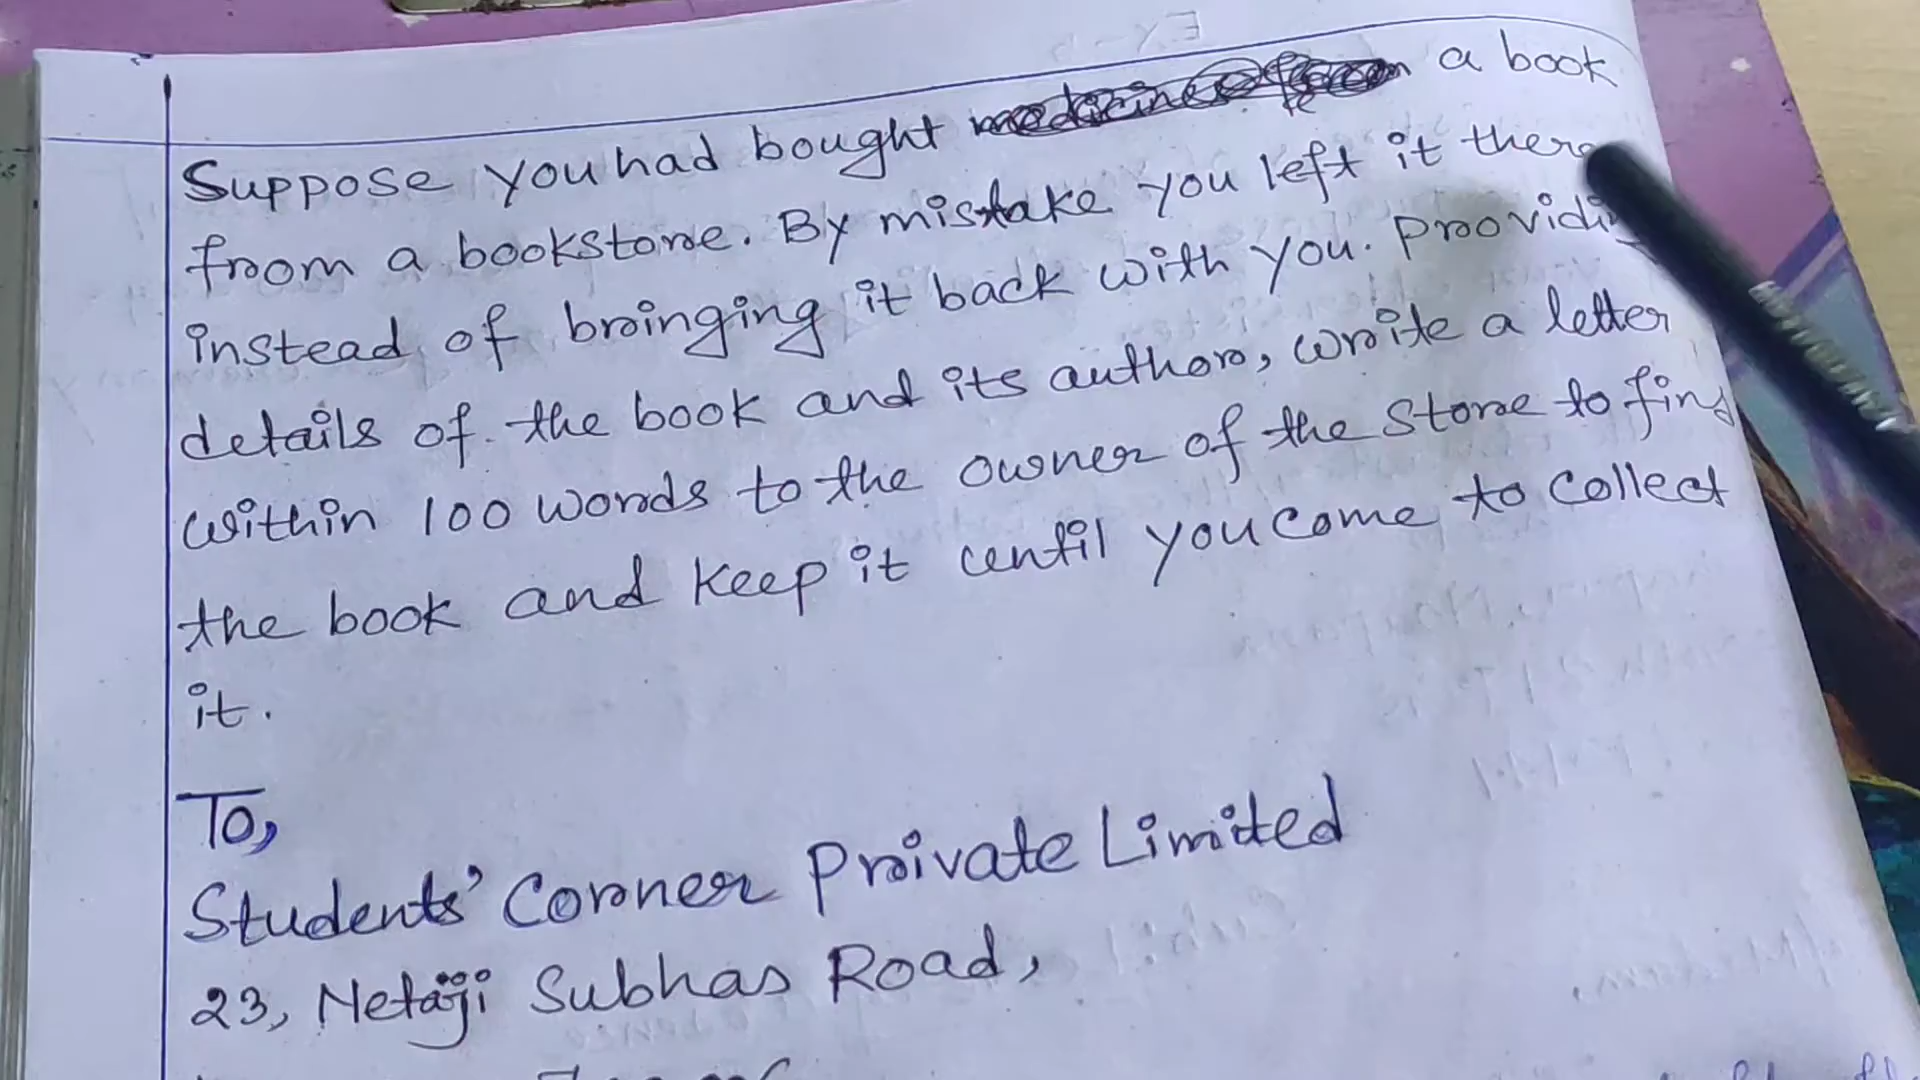 Suppose you had bought a book
from a bookstore. By mistake you left it there
instead of bringing it back with you. Providing
details of the book and its author, write a letter
within 100 words to the owner of the store to find
the book and keep it until you come to collect
it.
To,
Students' Corner Private Limited
23, Netaji Subhas Road,